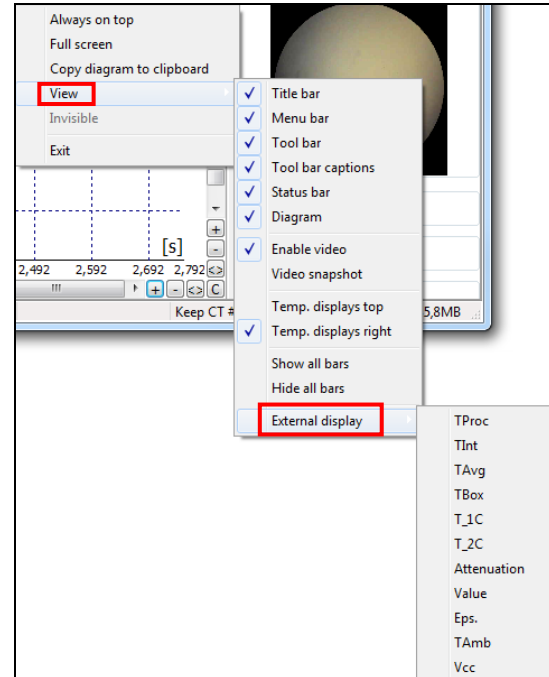 Always on top
Full screen
Copy diagram to clipboard
View
Invisible
Exit
Title bar
Menu bar
Tool bar
Tool bar captions
Status bar
Diagram
Enable video
Video snapshot
Temp. displays top
Temp. displays right
Show all bars
Hide all bars
External display
[s]
2,492 2,592 2,692 2,792
+
-
<>
+ - <> C
Keep CT #
5,8MB
TProc
TInt
TAvg
TBox
T_1C
T_2C
Attenuation
Value
Eps.
TAmb
Vcc